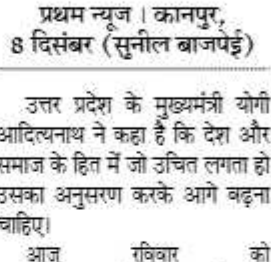 प्रथम न्यूज । कानपुर,
8 दिसंबर (सुनील बाजपेई)
उत्तर प्रदेश के मुख्यमंत्री योगी
आदित्यनाथ ने कहा है कि देश और
समाज के हित में जो उचित लगता हो
उसका अनुसरण करके आगे बढ़ना
चाहिए।
आज रविवार को